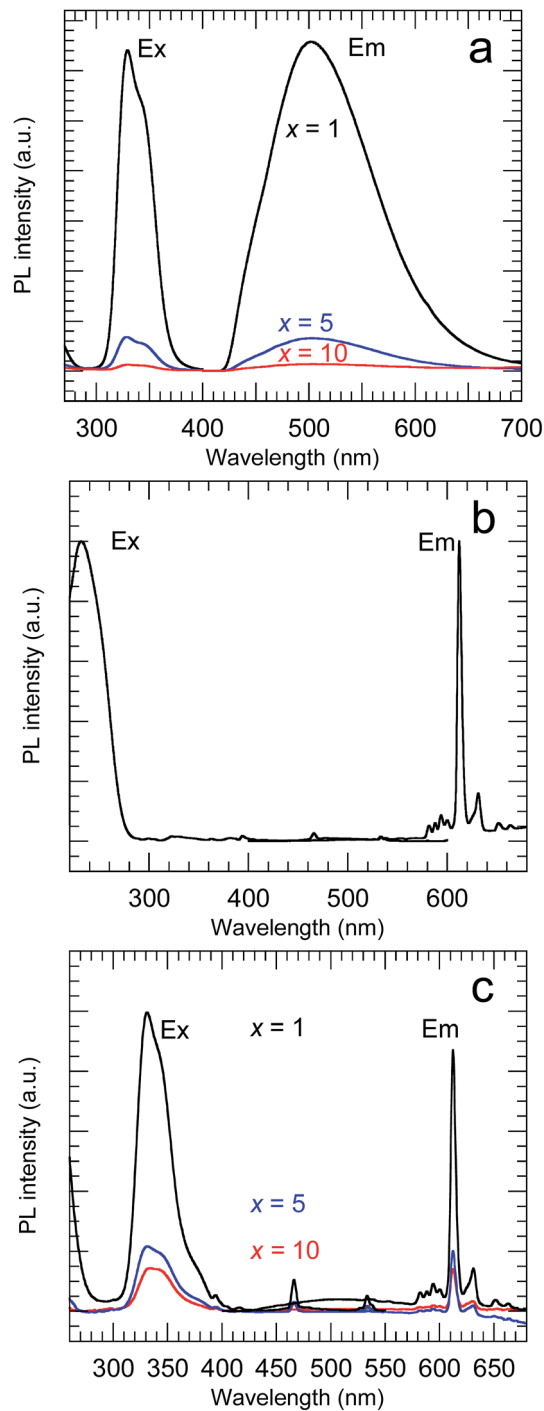 a
Ex
Em
x = 1
x = 5
x = 10
PL intensity (a.u.)
300 400 500 600 700
Wavelength (nm)
b
Ex
Em
PL intensity (a.u.)
300 400 500 600
Wavelength (nm)
c
Ex
x = 1
Em
x = 5
x = 10
PL intensity (a.u.)
300 350 400 450 500 550 600 650
Wavelength (nm)